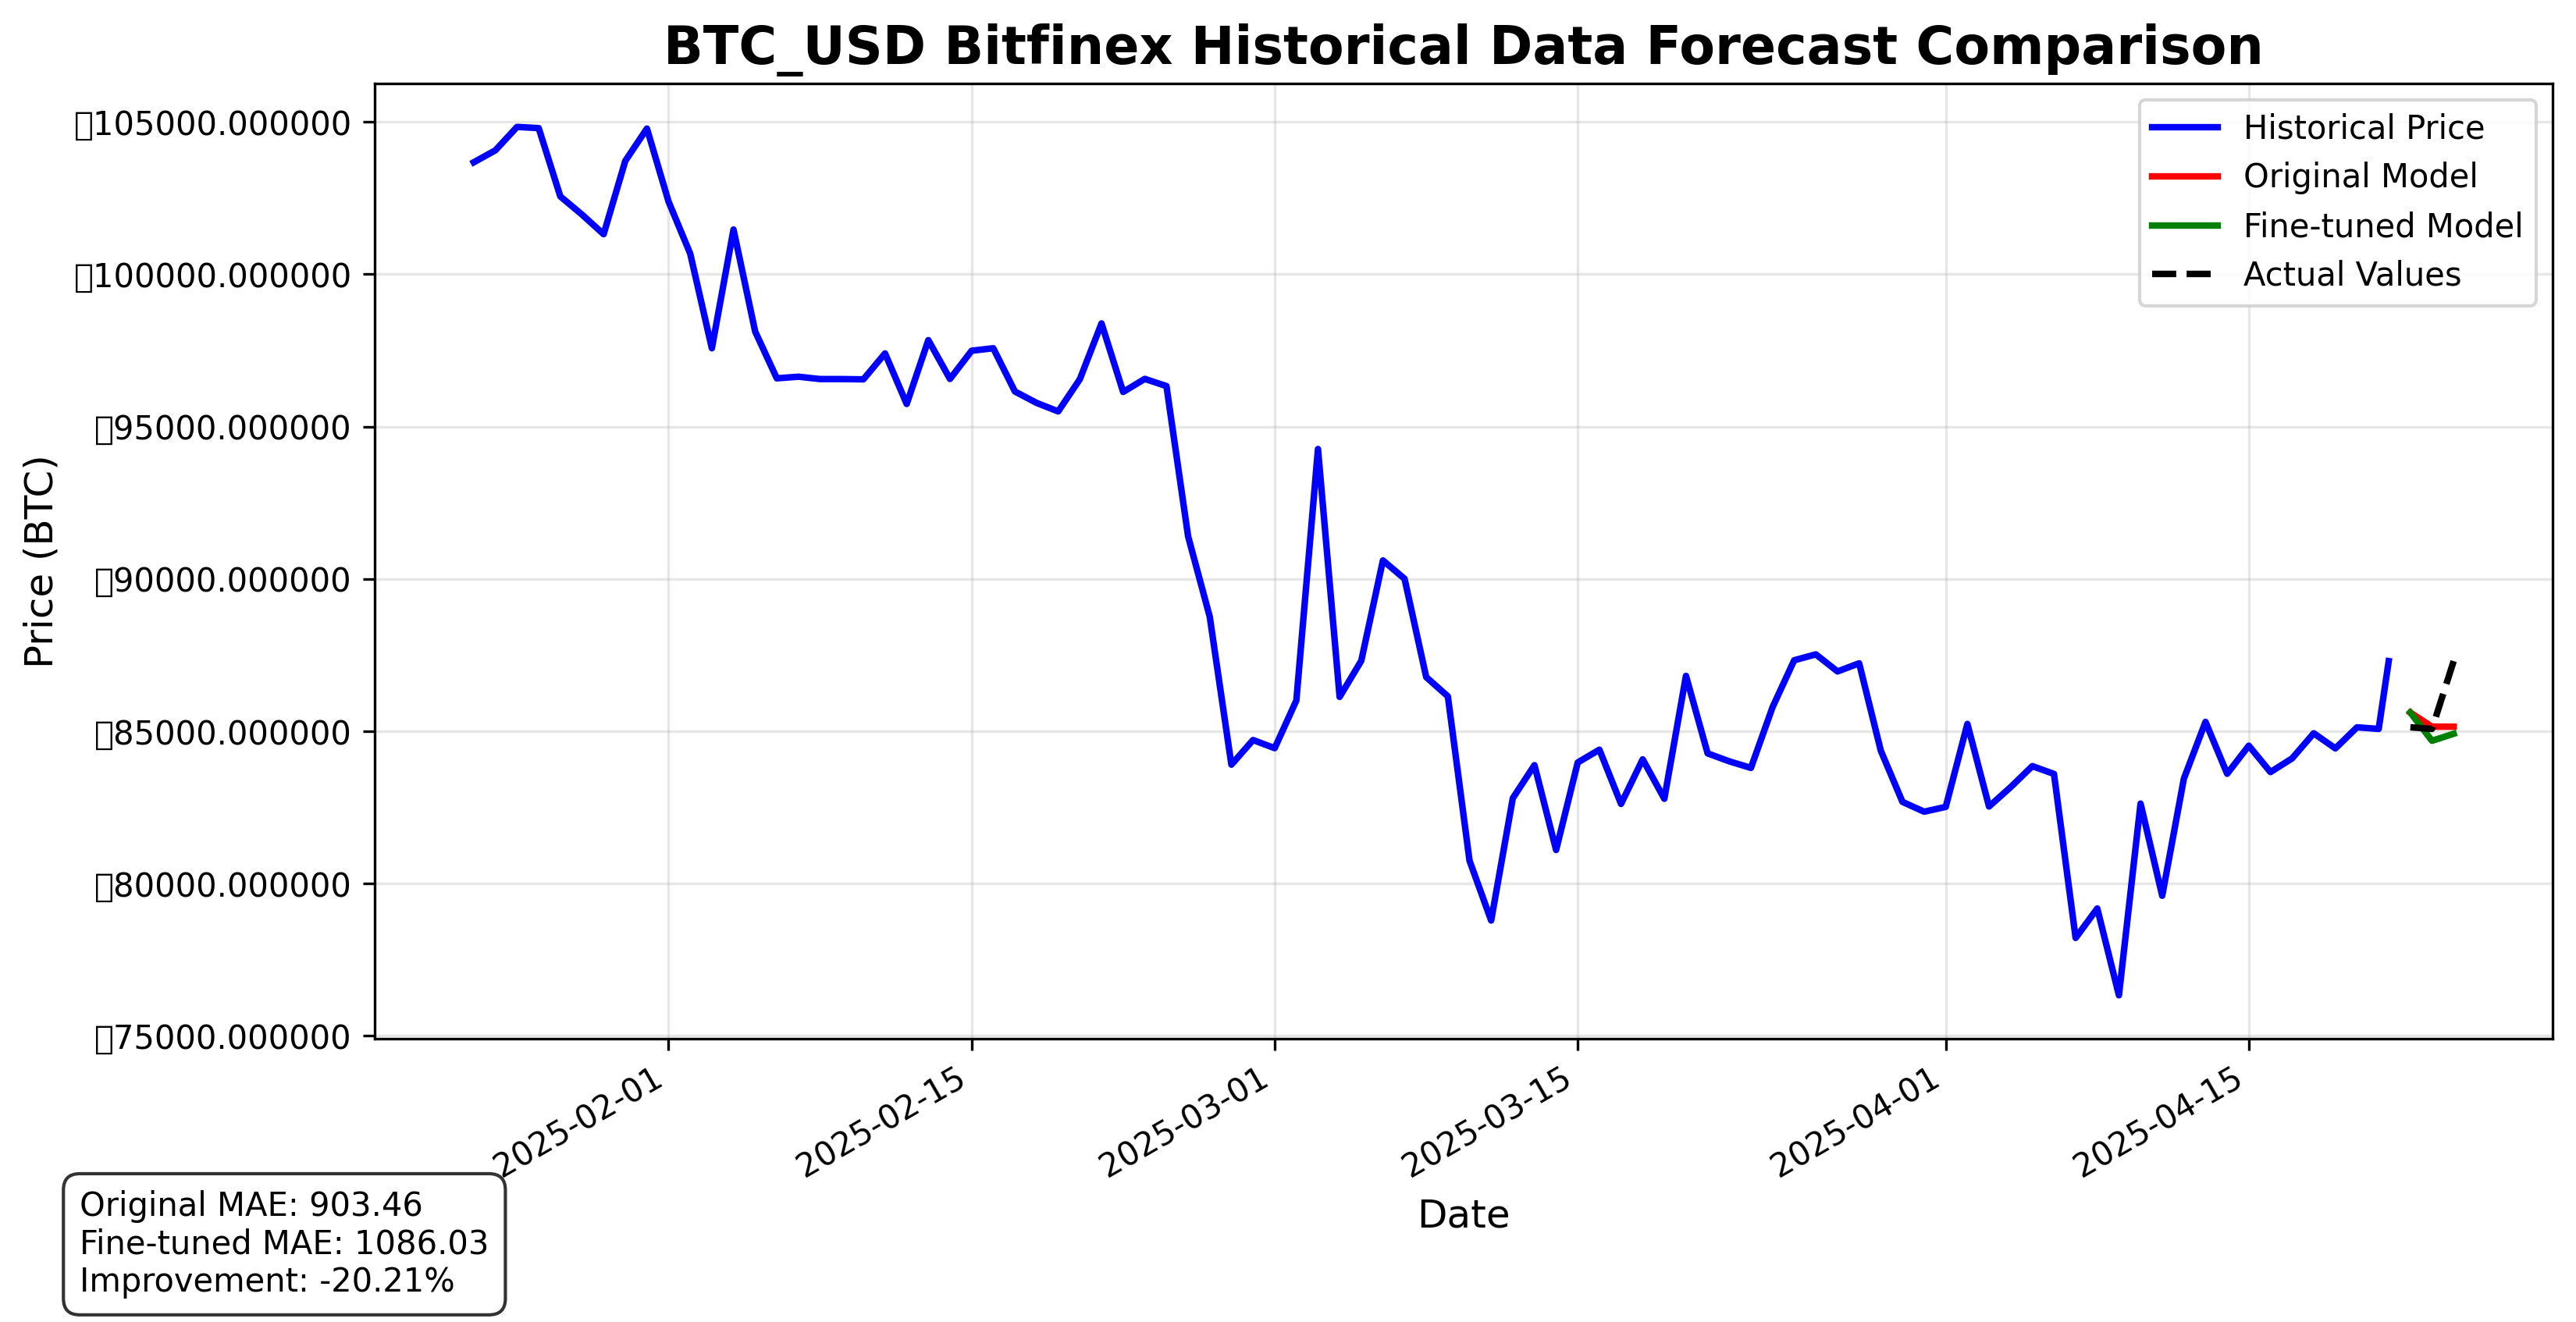 BTC_USD Bitfinex Historical Data Forecast Comparison
Historical Price
Original Model
Fine-tuned Model
Actual Values
Price (BTC)
105000.000000
100000.000000
95000.000000
90000.000000
85000.000000
80000.000000
75000.000000
2025-02-01
2025-02-15
2025-03-01
2025-03-15
2025-04-01
2025-04-15
Date
Original MAE: 903.46
Fine-tuned MAE: 1086.03
Improvement: -20.21%